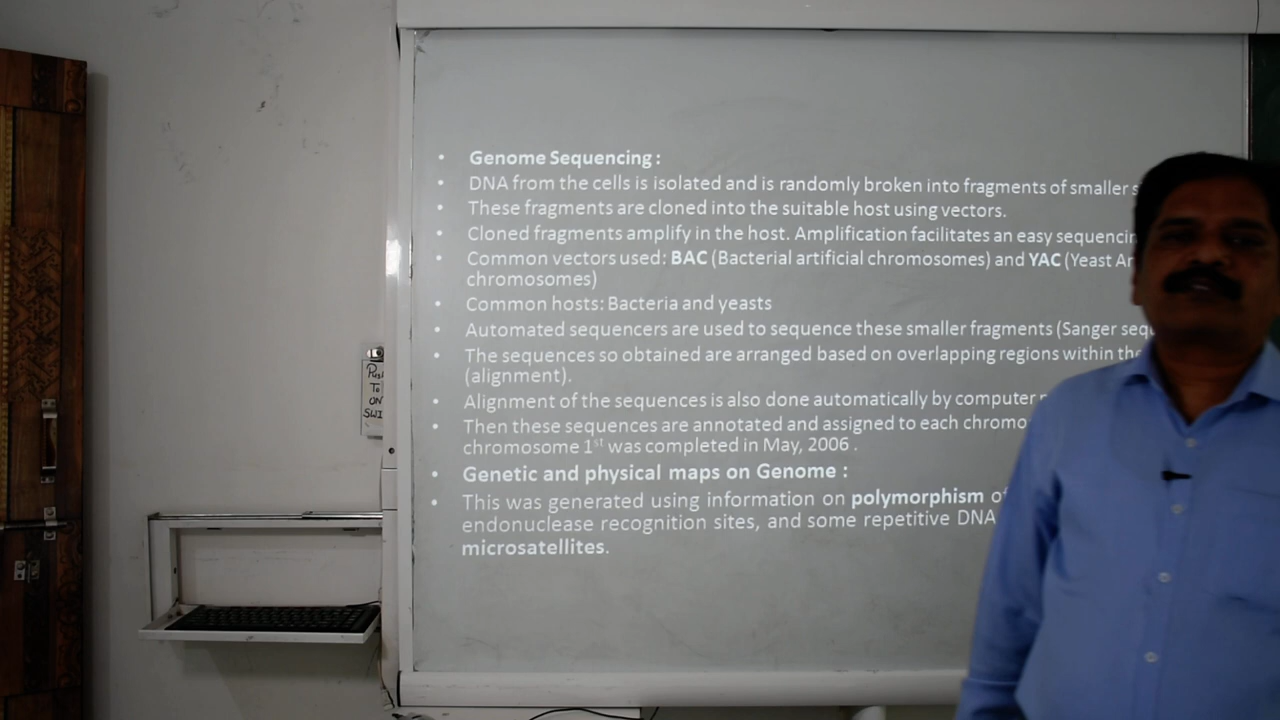 • Genome Sequencing :
• DNA from the cells is isolated and is randomly broken into fragments of smaller
• These fragments are cloned into the suitable host using vectors.
• Cloned fragments amplify in the host. Amplification facilitates an easy
• Common vectors used: BAC (Bacterial artificial chromosomes) and YAC (Yeast
chromosomes)
• Common hosts: Bacteria and yeasts
• Automated sequencers are used to sequence these smaller fragments (Sanger
• The sequences so obtained are arranged based on overlapping regions within
(alignment).
• Alignment of the sequences is also done automatically by computer
• Then these sequences are annotated and assigned to each
chromosome 1st was completed in May, 2006 .
• Genetic and physical maps on Genome :
• This was generated using information on polymorphism
endonuclease recognition sites, and some repetitive DNA
microsatellites.
To
ON